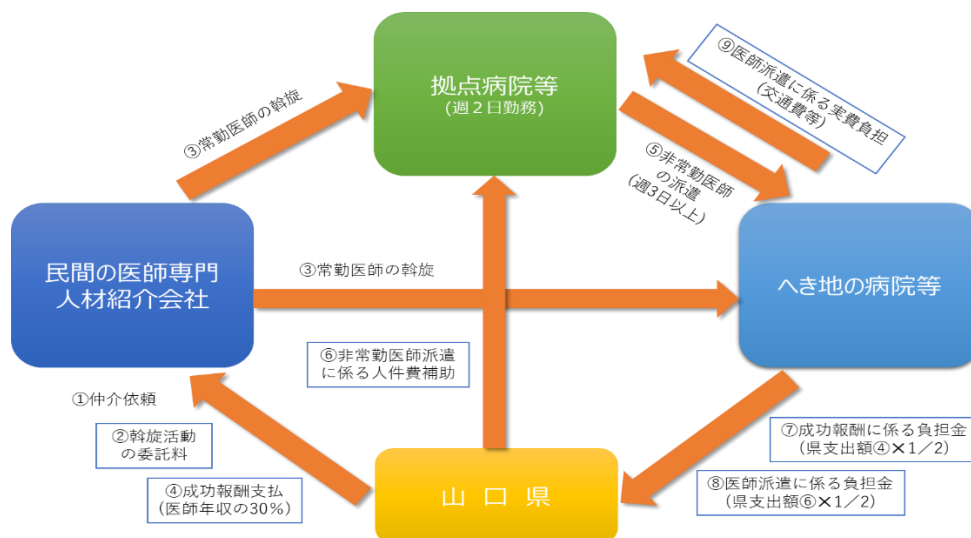 拠点病院等
(週２日勤務)
⑨医師派遣に係る実費負担
(交通費等)
③常勤医師の斡旋
⑤非常勤医師
の派遣
(週3日以上)
民間の医師専門
人材紹介会社
③常勤医師の斡旋
へき地の病院等
⑥非常勤医師派遣
に係る人件費補助
①仲介依頼
②斡旋活動
の委託料
④成功報酬支払
(医師年収の30%)
山 口 県
⑦成功報酬に係る負担金
(県支出額④×1／2)
⑧医師派遣に係る負担金
(県支出額⑥×1／2)